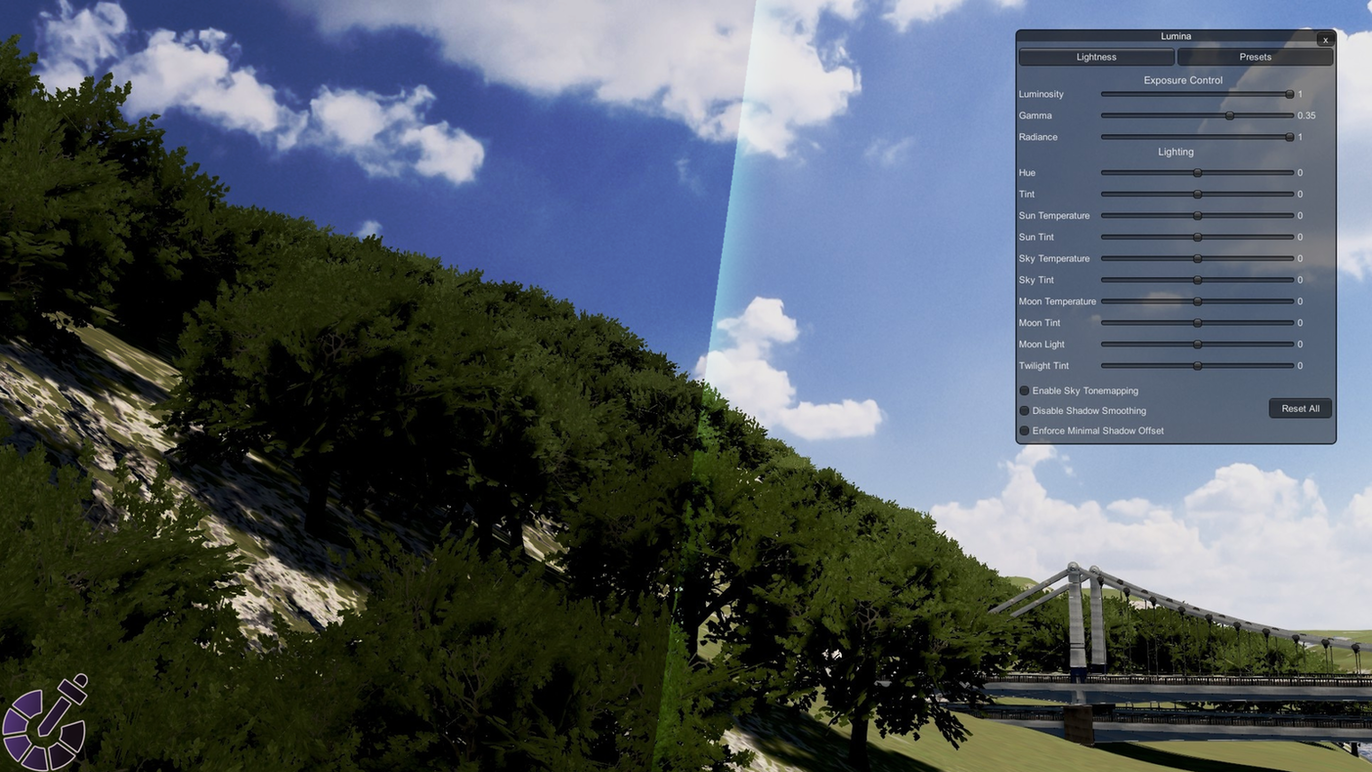 Lumina
x
Lightness Presets
Exposure Control
Luminosity 1
Gamma 0.35
Radiance 1
Lighting
Hue 0
Tint 0
Sun Temperature 0
Sun Tint 0
Sky Temperature 0
Sky Tint 0
Moon Temperature 0
Moon Tint 0
Moon Light 0
Twilight Tint 0
Enable Sky Tonemapping
Disable Shadow Smoothing
Reset All
Enforce Minimal Shadow Offset